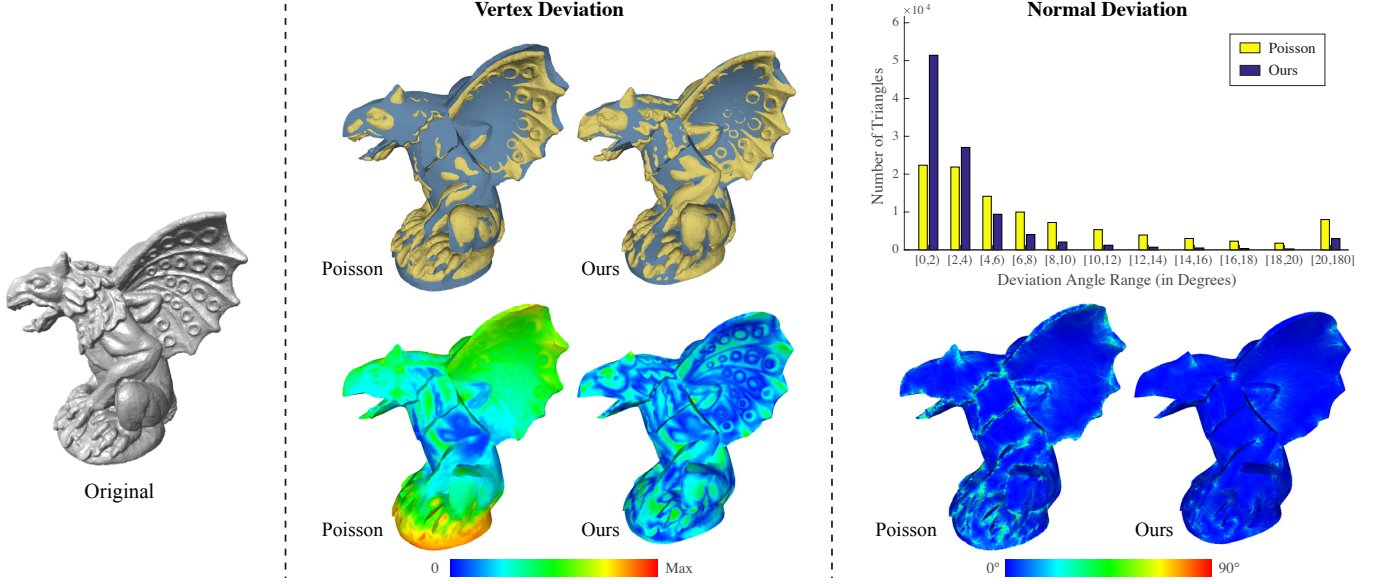 Vertex Deviation
Normal Deviation
×10⁴
6
5
4
3
2
1
0
Number of Triangles
Poisson
Ours
[0,2)
[2,4)
[4,6)
[6,8)
[8,10)
[10,12)
[12,14)
[14,16)
[16,18)
[18,20)
[20,180]
Deviation Angle Range (in Degrees)
Poisson
Ours
Original
Poisson
Ours
Poisson
Ours
0
Max
0°
90°